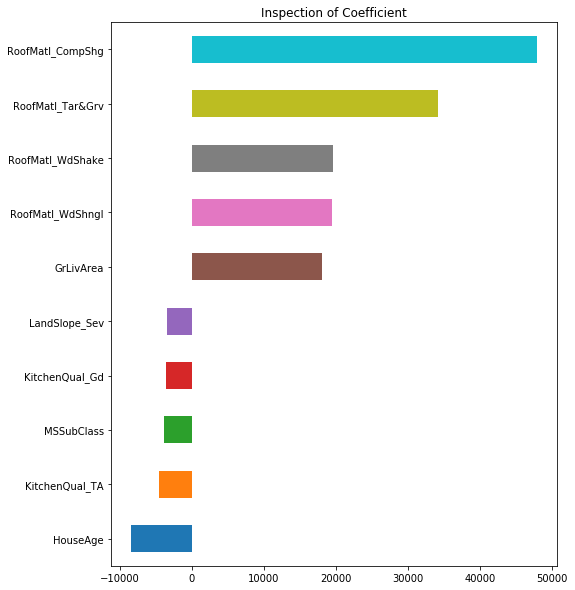 Inspection of Coefficient
RoofMatl_CompShg
RoofMatl_Tar&Grv
RoofMatl_WdShake
RoofMatl_WdShngl
GrLivArea
LandSlope_Sev
KitchenQual_Gd
MSSubClass
KitchenQual_TA
HouseAge
−10000 0 10000 20000 30000 40000 50000